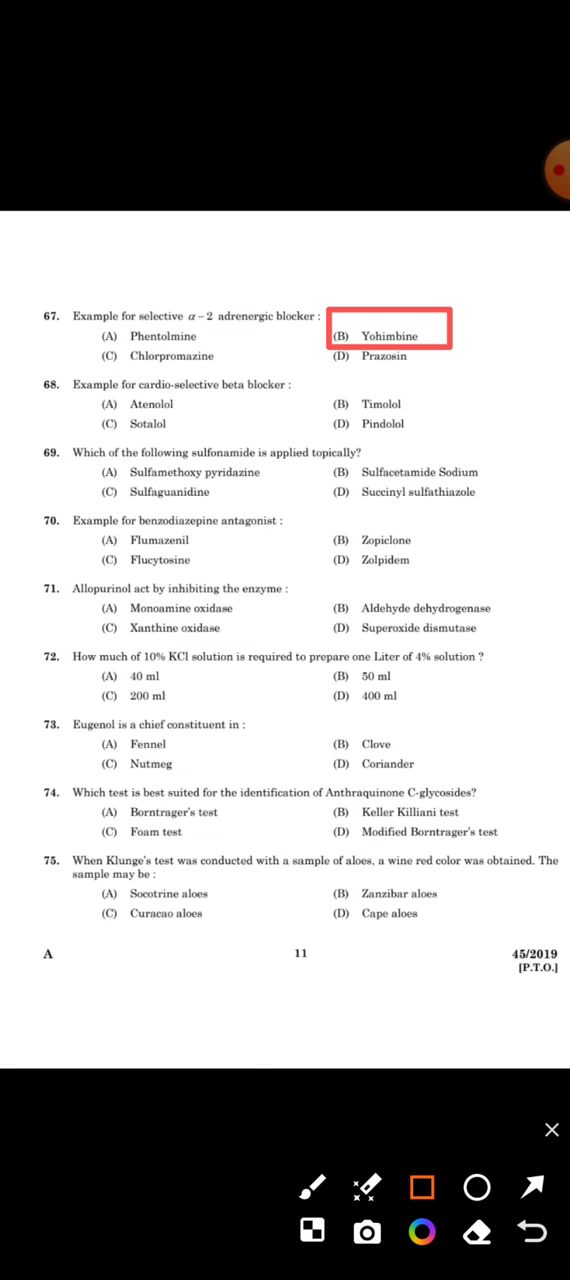 67. Example for selective α – 2 adrenergic blocker :
(A) Phentolmine (B) Yohimbine
(C) Chlorpromazine (D) Prazosin
68. Example for cardio-selective beta blocker :
(A) Atenolol (B) Timolol
(C) Sotalol (D) Pindolol
69. Which of the following sulfonamide is applied topically?
(A) Sulfamethoxy pyridazine (B) Sulfacetamide Sodium
(C) Sulfaguanidine (D) Succinyl sulfathiazole
70. Example for benzodiazepine antagonist :
(A) Flumazenil (B) Zopiclone
(C) Flucytosine (D) Zolpidem
71. Allopurinol act by inhibiting the enzyme :
(A) Monoamine oxidase (B) Aldehyde dehydrogenase
(C) Xanthine oxidase (D) Superoxide dismutase
72. How much of 10% KCl solution is required to prepare one Liter of 4% solution ?
(A) 40 ml (B) 50 ml
(C) 200 ml (D) 400 ml
73. Eugenol is a chief constituent in :
(A) Fennel (B) Clove
(C) Nutmeg (D) Coriander
74. Which test is best suited for the identification of Anthraquinone C-glycosides?
(A) Borntrager's test (B) Keller Killiani test
(C) Foam test (D) Modified Borntrager's test
75. When Klunge's test was conducted with a sample of aloes, a wine red color was obtained. The
sample may be :
(A) Socotrine aloes (B) Zanzibar aloes
(C) Curacao aloes (D) Cape aloes
A 11 45/2019
[P.T.O.]